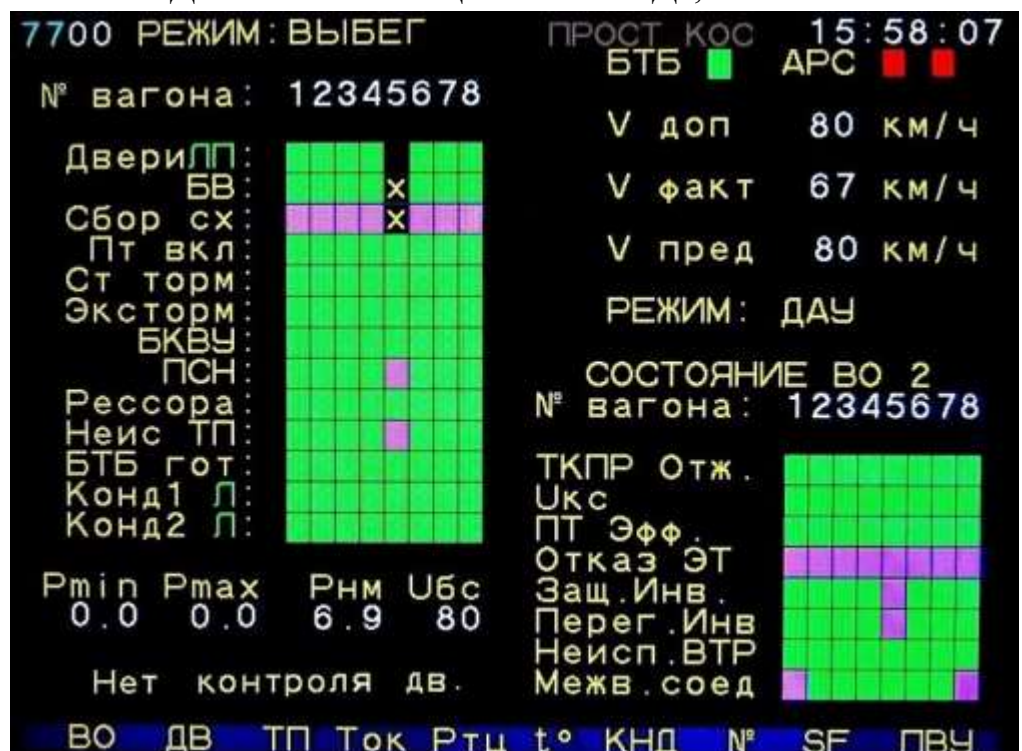 7700 РЕЖИМ: ВЫБЕГ
№ вагона: 12345678
Двери ЛП:
БВ: x
Сбор сх: x
Пт вкл:
Ст торм:
Эксторм:
БКВУ:
ПСН:
Рессора:
Неис ТП:
БТБ гот:
Конд1 Л:
Конд2 Л:
Pmin Pmax Рнм Uбс
0.0 0.0 6.9 80
Нет контроля дв.
ПРОСТ КОС 15:58:07
БТБ АРС
V доп 80 км/ч
V факт 67 км/ч
V пред 80 км/ч
РЕЖИМ: ДАУ
СОСТОЯНИЕ ВО 2
№ вагона: 12345678
ТКПР Отж.
Uкс
ПТ Эфф.
Отказ ЭТ
Защ.Инв.
Перег.Инв
Неисп.ВТР
Межв.соед
ВО ДВ ТП Ток Ртц t° КНД № SF ПВУ